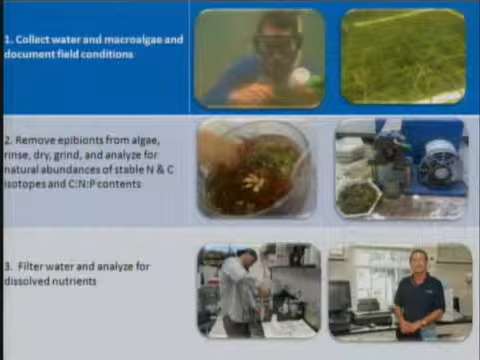 1. Collect water and macroalgae and
document field conditions
2. Remove epibionts from algae,
rinse, dry, grind, and analyze for
natural abundances of stable N & C
isotopes and C:N:P contents
3. Filter water and analyze for
dissolved nutrients